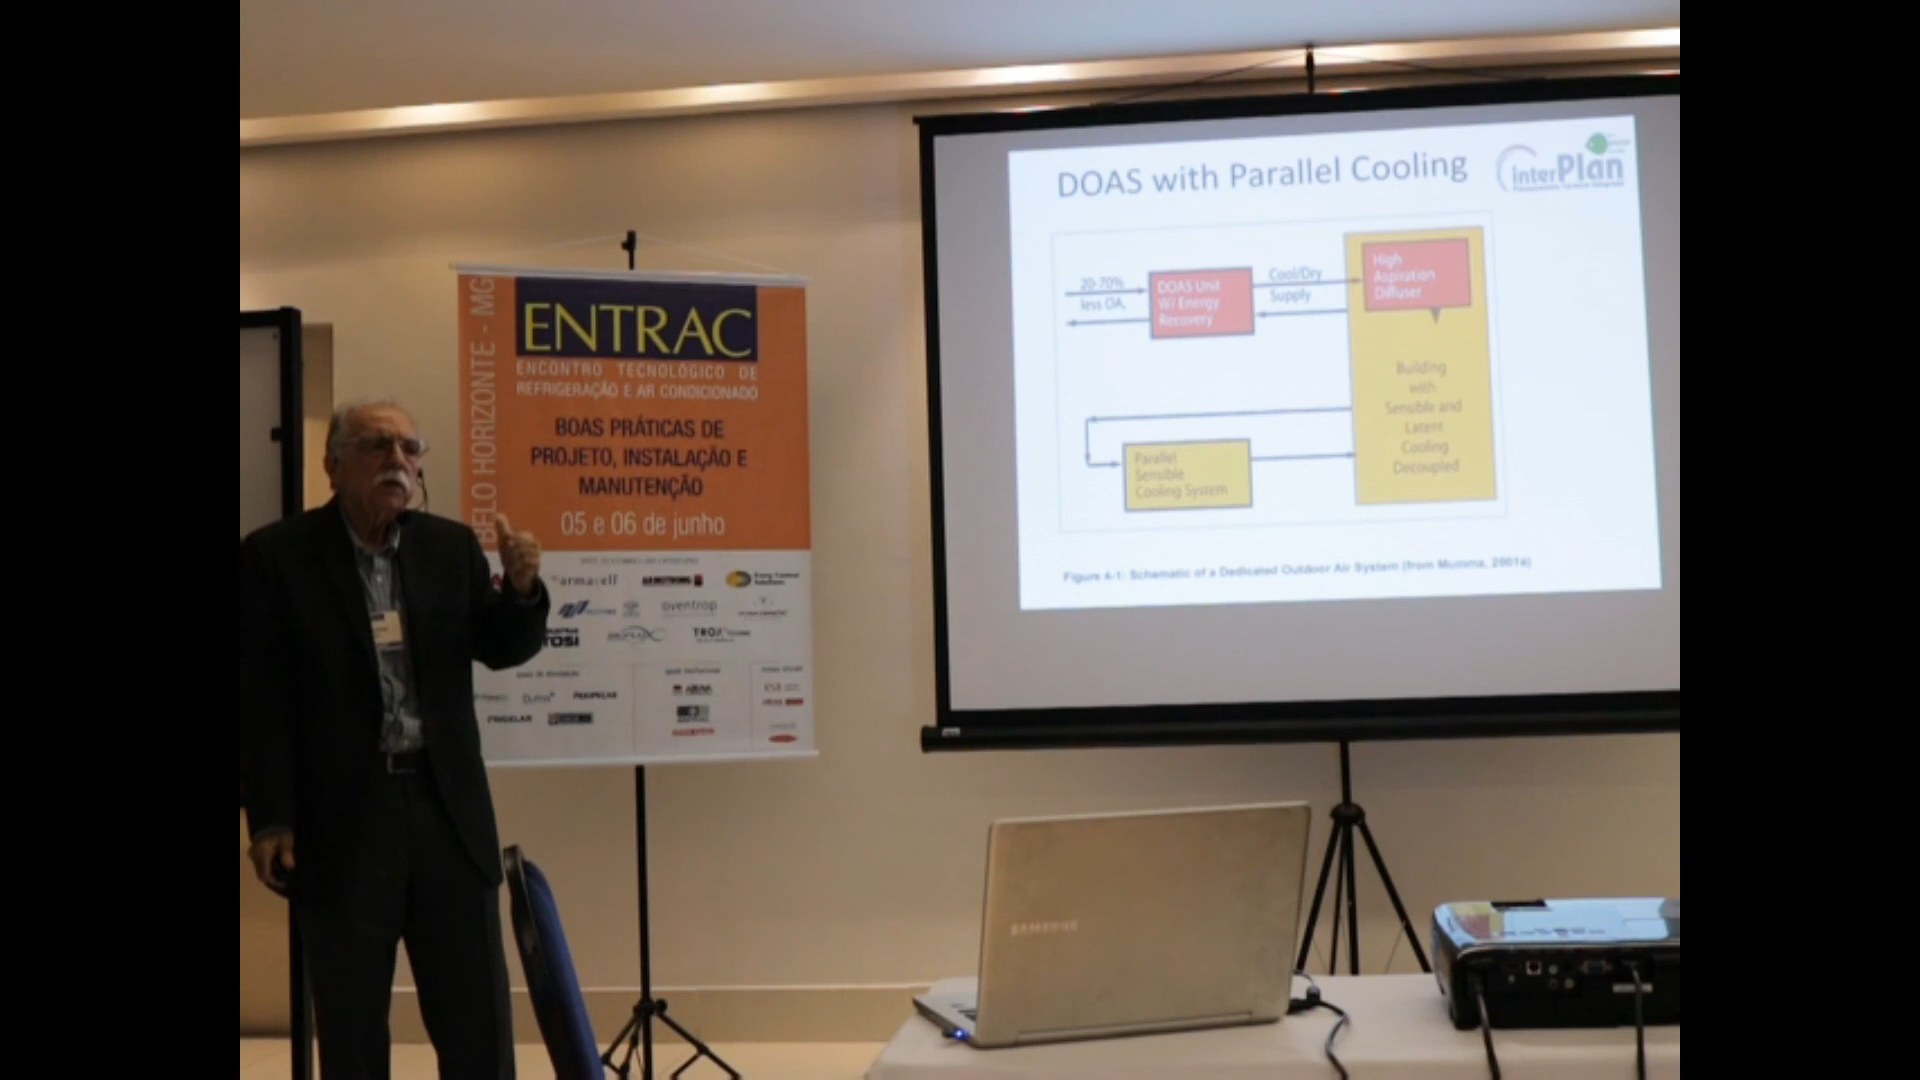 BELO HORIZONTE - MG
ENTRAC
ENCONTRO TECNOLÓGICO DE
REFRIGERAÇÃO E AR CONDICIONADO
BOAS PRÁTICAS DE
PROJETO, INSTALAÇÃO E
MANUTENÇÃO
05 e 06 de junho
armacell
ARMSTRONG
oventrop
TOSI
TROX
FRIGELAR
DOAS with Parallel Cooling
interPlan
20-70%
less OA,
DOAS Unit
W/ Energy
Recovery
Cool/Dry
Supply
High
Aspiration
Diffuser
Building
with
Sensible and
Latent
Cooling
Decoupled
Parallel
Sensible
Cooling System
Figure 4-1: Schematic of a Dedicated Outdoor Air System (from Mumma, 2001a)
SAMSUNG